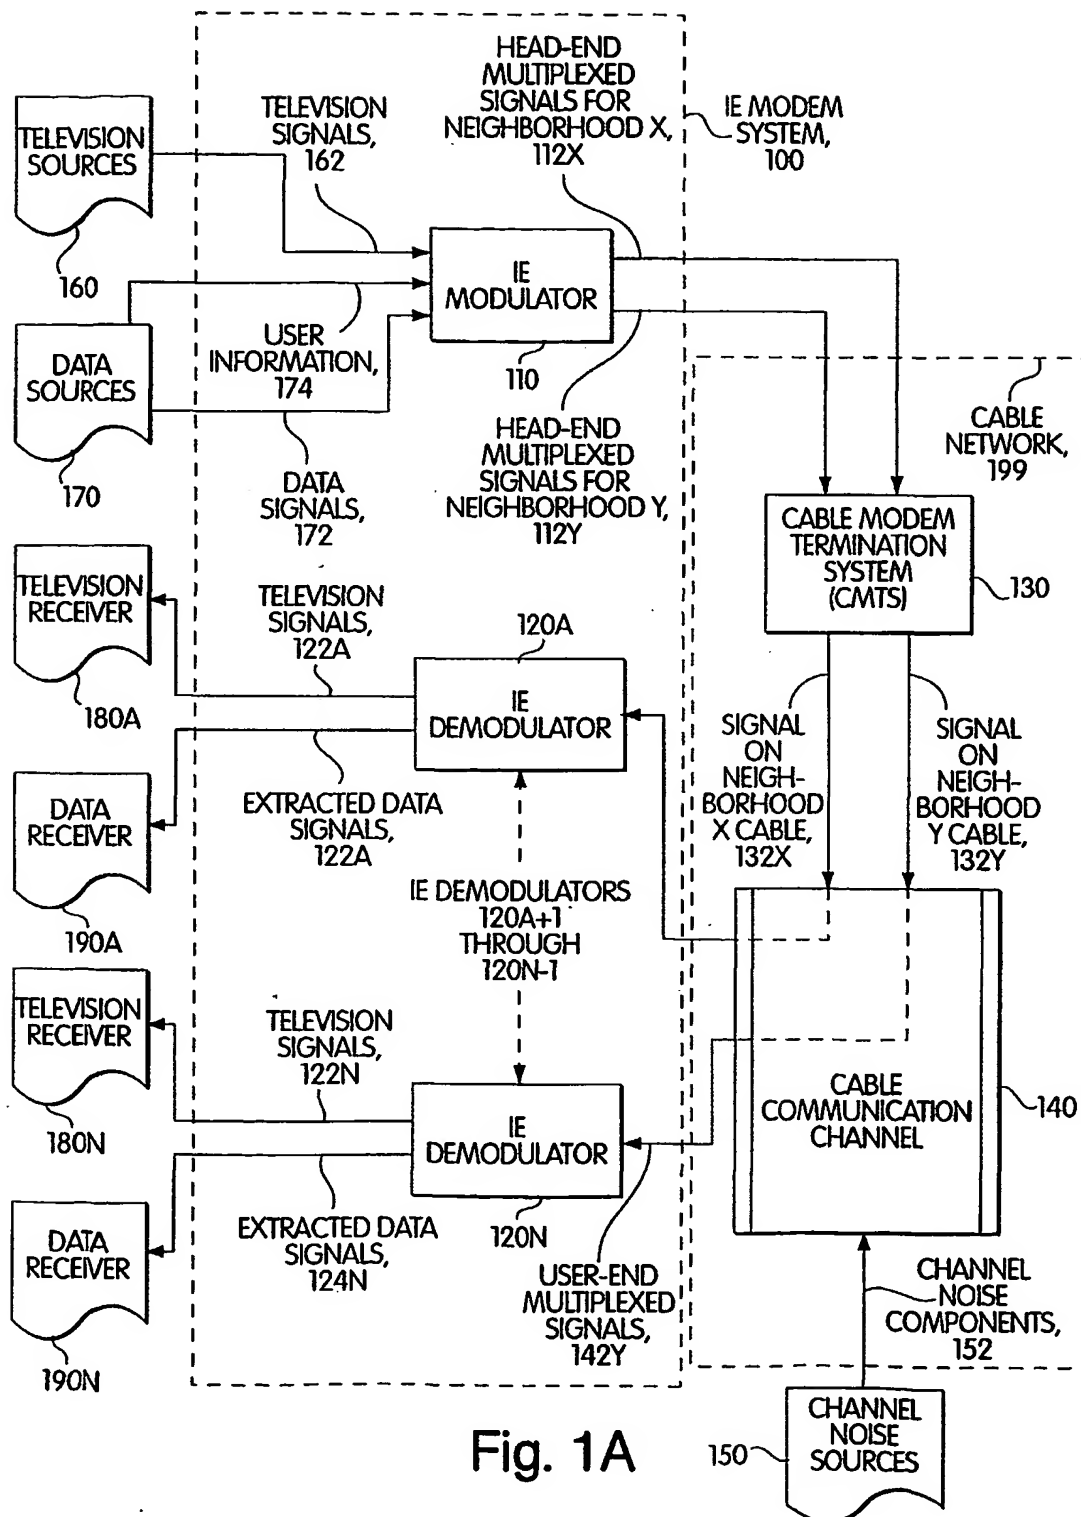 HEAD-END
MULTIPLEXED
SIGNALS FOR
NEIGHBORHOOD X,
112X
TELEVISION
SIGNALS,
162
IE MODEM
SYSTEM,
100
TELEVISION
SOURCES
160
IE
MODULATOR
110
USER
INFORMATION,
174
DATA
SOURCES
170
DATA
SIGNALS,
172
HEAD-END
MULTIPLEXED
SIGNALS FOR
NEIGHBORHOOD Y,
112Y
CABLE
NETWORK,
199
CABLE MODEM
TERMINATION
SYSTEM
(CMTS)
130
TELEVISION
RECEIVER
180A
TELEVISION
SIGNALS,
122A
120A
IE
DEMODULATOR
SIGNAL
ON
NEIGH-
BORHOOD
X CABLE,
132X
SIGNAL
ON
NEIGH-
BORHOOD
Y CABLE,
132Y
DATA
RECEIVER
190A
EXTRACTED DATA
SIGNALS,
122A
IE DEMODULATORS
120A+1
THROUGH
120N-1
TELEVISION
RECEIVER
180N
TELEVISION
SIGNALS,
122N
IE
DEMODULATOR
120N
CABLE
COMMUNICATION
CHANNEL
140
DATA
RECEIVER
190N
EXTRACTED DATA
SIGNALS,
124N
USER-END
MULTIPLEXED
SIGNALS,
142Y
CHANNEL
NOISE
COMPONENTS,
152
CHANNEL
NOISE
SOURCES
150
Fig. 1A